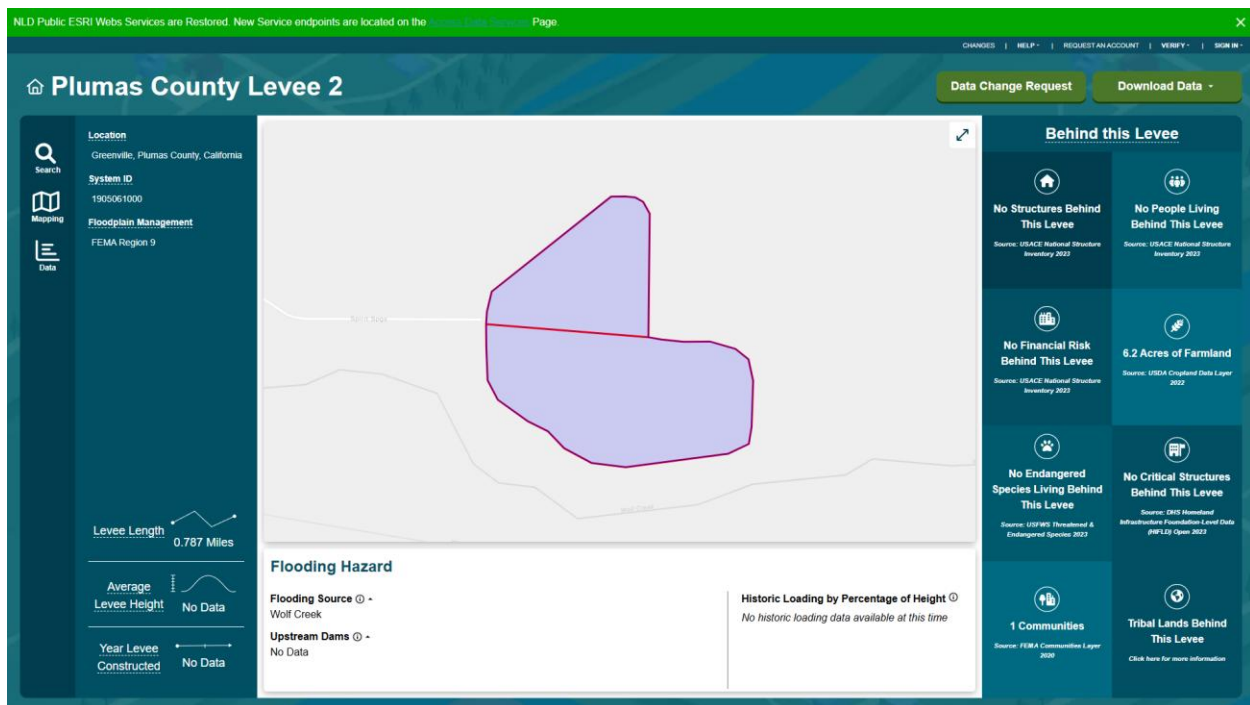 NLD Public ESRI Webs Services are Restored. New Service endpoints are located on the Access Data Services Page.
CHANGES | HELP | REQUEST AN ACCOUNT | VERIFY | SIGN IN
Plumas County Levee 2
Data Change Request
Download Data
Search
Mapping
Data
Location
Greenville, Plumas County, California
System ID
1905061000
Floodplain Management
FEMA Region 9
Levee Length
0.787 Miles
Average
Levee Height
No Data
Year Levee
Constructed
No Data
Flooding Hazard
Flooding Source
Wolf Creek
Upstream Dams
No Data
Historic Loading by Percentage of Height
No historic loading data available at this time
Behind this Levee
No Structures Behind
This Levee
Source: USACE National Structure
Inventory 2023
No People Living
Behind This Levee
Source: USACE National Structure
Inventory 2023
No Financial Risk
Behind This Levee
Source: USACE National Structure
Inventory 2023
6.2 Acres of Farmland
Source: USDA Cropland Data Layer
2022
No Endangered
Species Living Behind
This Levee
Source: USFWS Threatened &
Endangered Species 2023
No Critical Structures
Behind This Levee
Source: DHS Homeland
Infrastructure Foundation-Level Data
(HIFLD) Open 2023
1 Communities
Source: FEMA Communities Layer
2020
Tribal Lands Behind
This Levee
Click here for more information